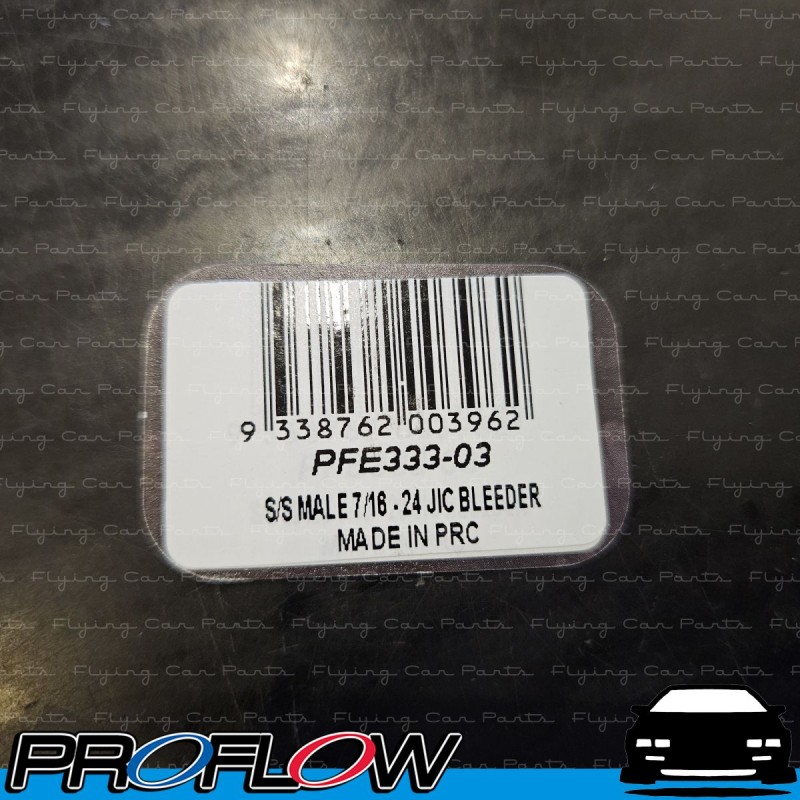 Flying Car Parts
9 338762 003962
PFE333-03
S/S MALE 7/16 - 24 JIC BLEEDER
MADE IN PRC
PROFLOW